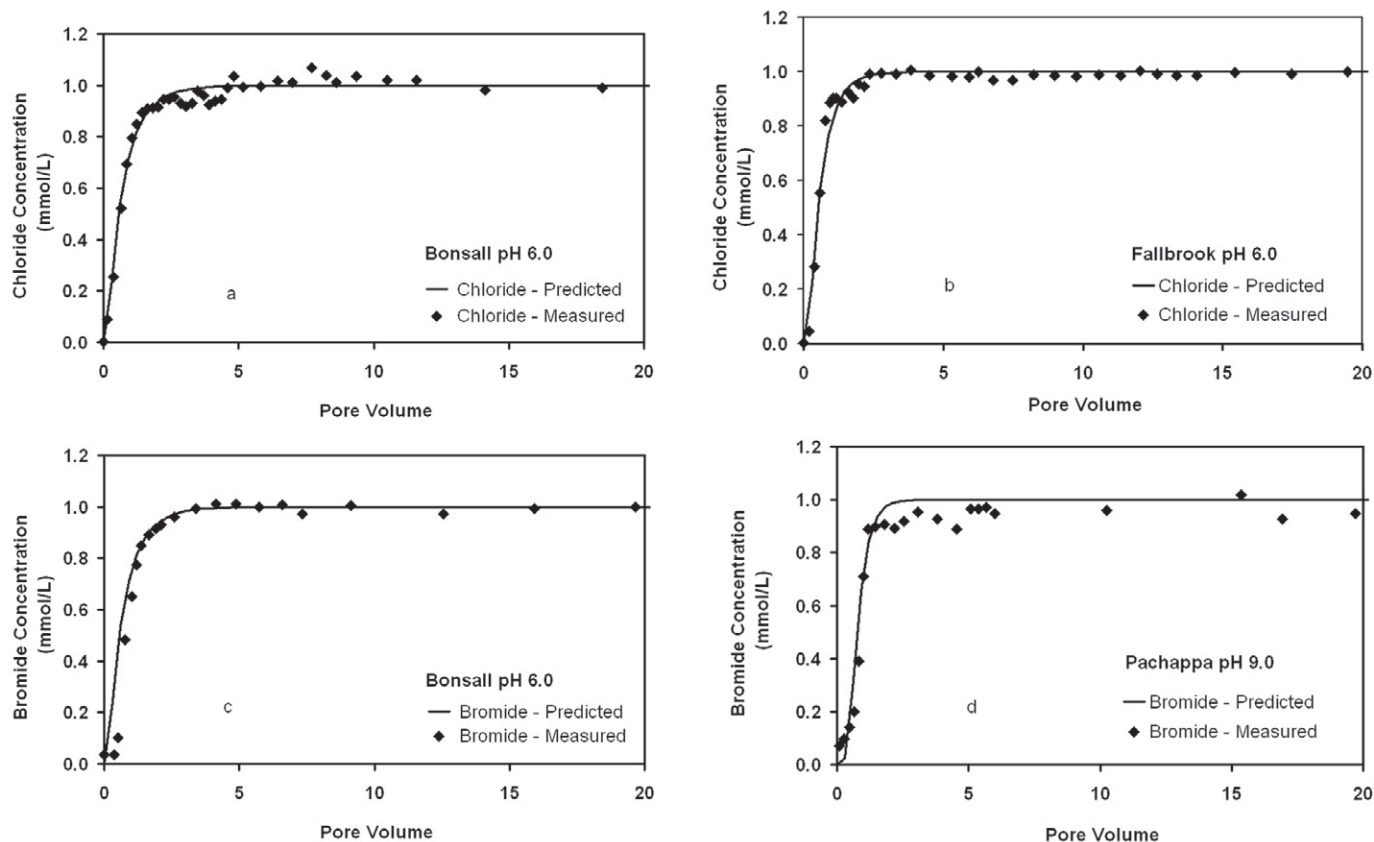 1.2
1.0
0.8
0.6
0.4
0.2
0.0
Chloride Concentration
(mmol/L)
Bonsall pH 6.0
a
Chloride - Predicted
Chloride - Measured
0 5 10 15 20
Pore Volume
1.2
1.0
0.8
0.6
0.4
0.2
0.0
Chloride Concentration
(mmol/L)
Fallbrook pH 6.0
b
Chloride - Predicted
Chloride - Measured
0 5 10 15 20
Pore Volume
1.2
1.0
0.8
0.6
0.4
0.2
0.0
Bromide Concentration
(mmol/L)
Bonsall pH 6.0
c
Bromide - Predicted
Bromide - Measured
0 5 10 15 20
Pore Volume
1.2
1.0
0.8
0.6
0.4
0.2
0.0
Bromide Concentration
(mmol/L)
Pachappa pH 9.0
d
Bromide - Predicted
Bromide - Measured
0 5 10 15 20
Pore Volume